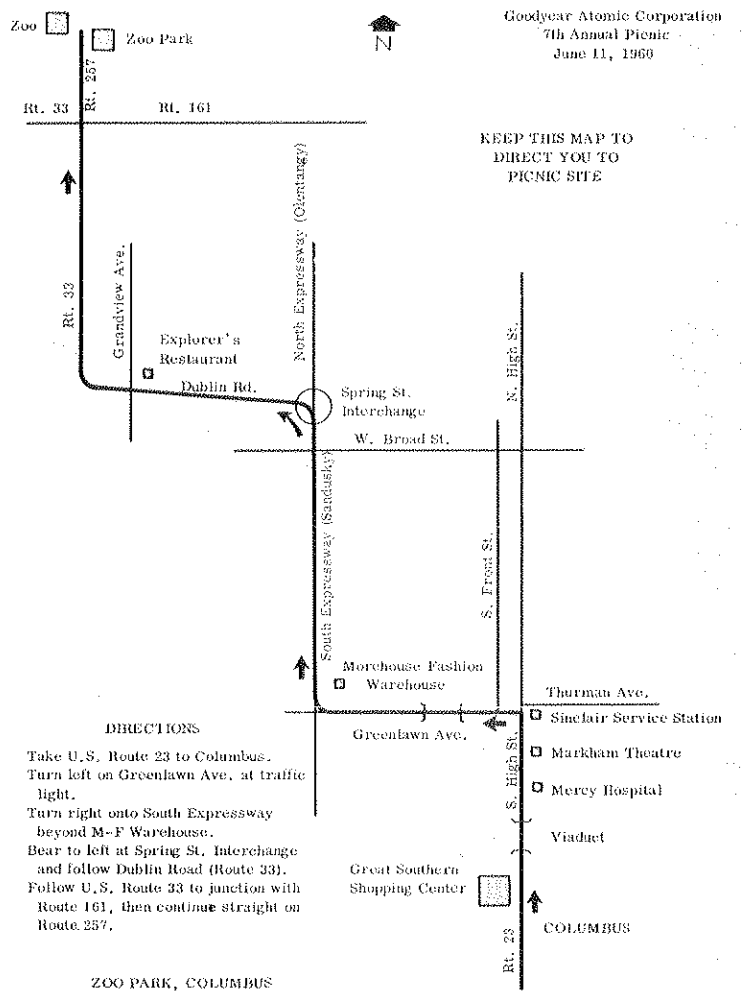 Goodyear Atomic Corporation
7th Annual Picnic
June 11, 1960
Zoo
Zoo Park
N
Rt. 257
Rt. 33
Rt. 161
KEEP THIS MAP TO
DIRECT YOU TO
PICNIC SITE
North Expressway (Olentangy)
Grandview Ave.
Rt. 33
N. High St.
Explorer's
Restaurant
Dublin Rd.
Spring St.
Interchange
W. Broad St.
South Expressway (Sandusky)
S. Front St.
Morehouse Fashion
Warehouse
Thurman Ave.
Greenlawn Ave.
Sinclair Service Station
S. High St.
Markham Theatre
Mercy Hospital
Viaduct
Great Southern
Shopping Center
Rt. 23
COLUMBUS
DIRECTIONS
Take U.S. Route 23 to Columbus.
Turn left on Greenlawn Ave. at traffic
light.
Turn right onto South Expressway
beyond M-F Warehouse.
Bear to left at Spring St. Interchange
and follow Dublin Road (Route 33).
Follow U.S. Route 33 to junction with
Route 161, then continue straight on
Route 257.
ZOO PARK, COLUMBUS